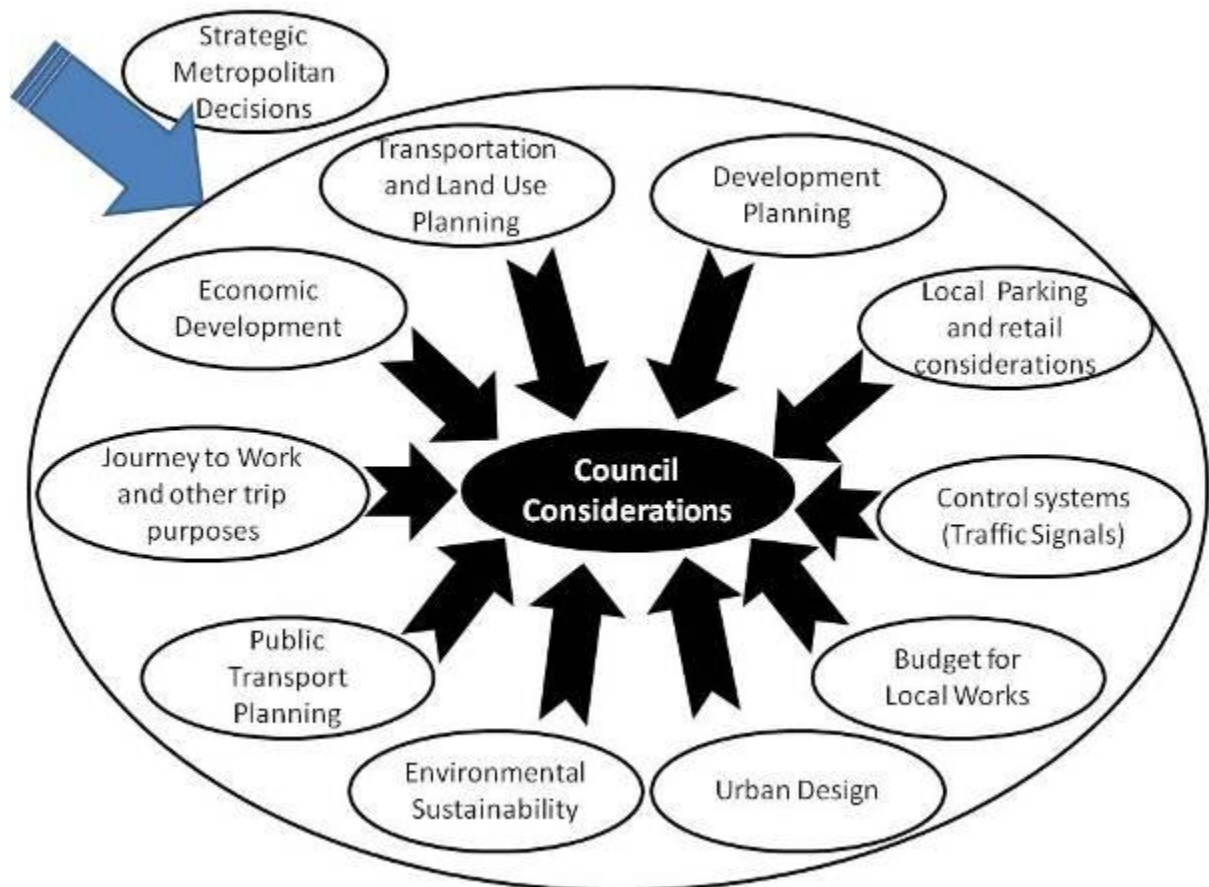 Strategic
Metropolitan
Decisions
Transportation
and Land Use
Planning
Development
Planning
Economic
Development
Local Parking
and retail
considerations
Journey to Work
and other trip
purposes
Council
Considerations
Control systems
(Traffic Signals)
Public
Transport
Planning
Budget for
Local Works
Environmental
Sustainability
Urban Design